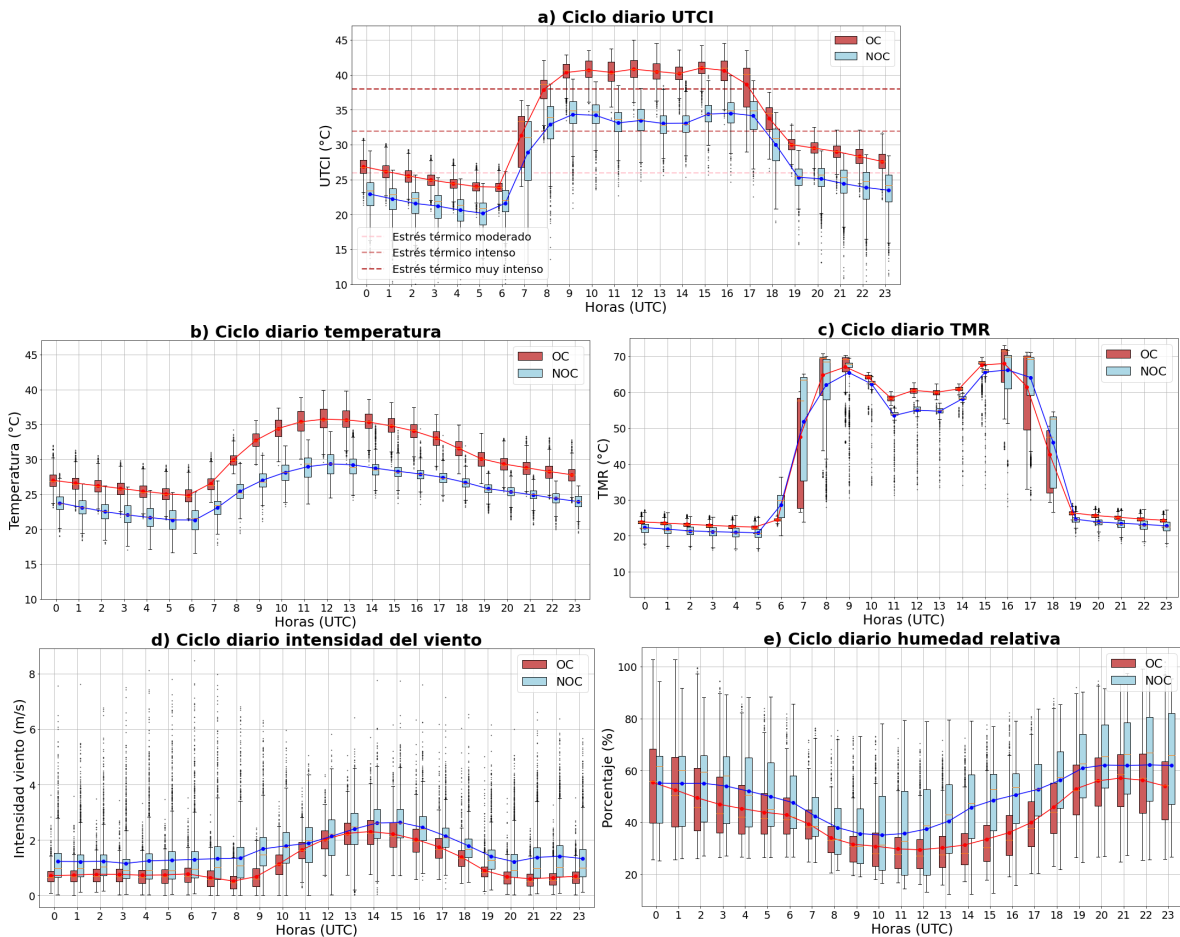 a) Ciclo diario UTCI
45
40
35
30
25
20
15
10
UTCI (°C)
OC
NOC
Estrés térmico moderado
Estrés térmico intenso
Estrés térmico muy intenso
0 1 2 3 4 5 6 7 8 9 10 11 12 13 14 15 16 17 18 19 20 21 22 23
Horas (UTC)
b) Ciclo diario temperatura
45
40
35
30
25
20
15
10
Temperatura (°C)
OC
NOC
0 1 2 3 4 5 6 7 8 9 10 11 12 13 14 15 16 17 18 19 20 21 22 23
Horas (UTC)
c) Ciclo diario TMR
70
60
50
40
30
20
10
TMR (°C)
OC
NOC
0 1 2 3 4 5 6 7 8 9 10 11 12 13 14 15 16 17 18 19 20 21 22 23
Horas (UTC)
d) Ciclo diario intensidad del viento
8
6
4
2
0
Intensidad viento (m/s)
OC
NOC
0 1 2 3 4 5 6 7 8 9 10 11 12 13 14 15 16 17 18 19 20 21 22 23
Horas (UTC)
e) Ciclo diario humedad relativa
100
80
60
40
20
Porcentaje (%)
OC
NOC
0 1 2 3 4 5 6 7 8 9 10 11 12 13 14 15 16 17 18 19 20 21 22 23
Horas (UTC)